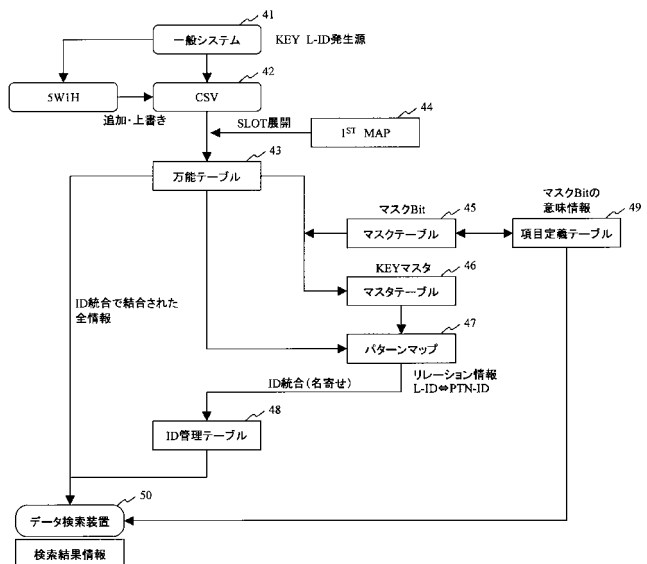 41
一般システム
KEY L-ID発生源
42
5W1H
CSV
追加・上書き
SLOT展開
44
1ST MAP
43
万能テーブル
マスクBit
45
マスクテーブル
マスクBitの
意味情報
49
項目定義テーブル
KEYマスタ
46
マスタテーブル
ID統合で結合された
全情報
47
パターンマップ
リレーション情報
L-ID⇔PTN-ID
ID統合(名寄せ)
48
ID管理テーブル
50
データ検索装置
検索結果情報